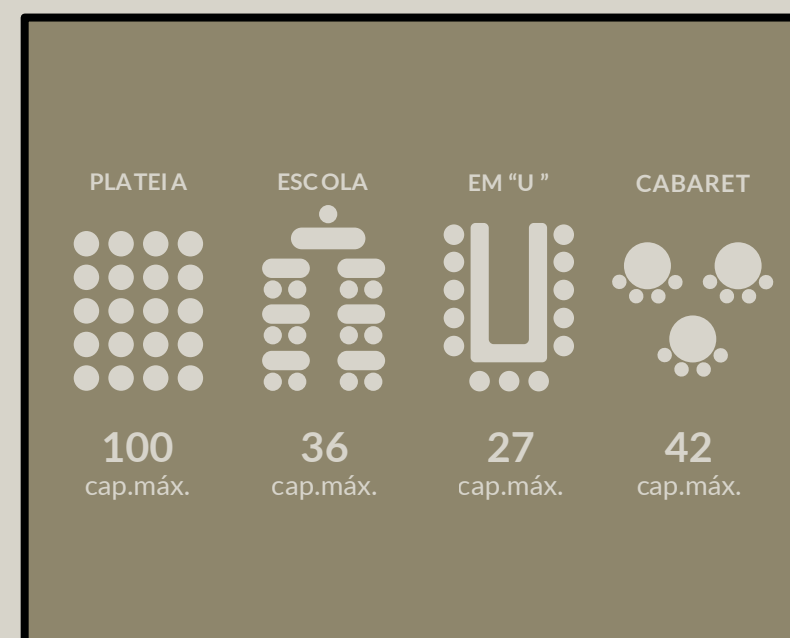 PLATEIA
ESCOLA
EM “U”
CABARET
100
cap.máx.
36
cap.máx.
27
cap.máx.
42
cap.máx.